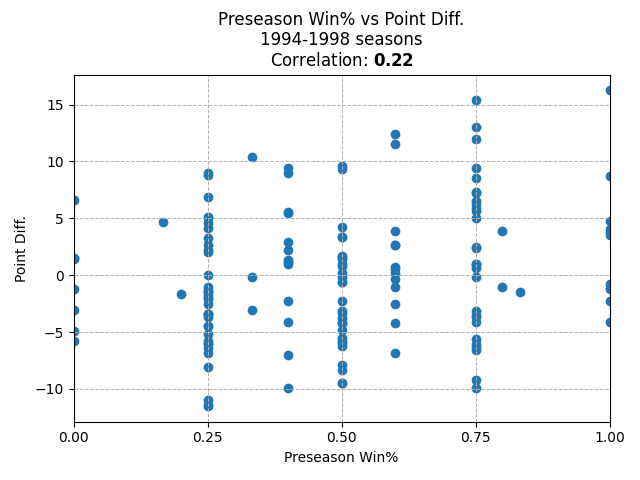 Preseason Win% vs Point Diff.
1994-1998 seasons
Correlation: 0.22
15
10
5
0
−5
−10
Point Diff.
0.00 0.25 0.50 0.75 1.00
Preseason Win%